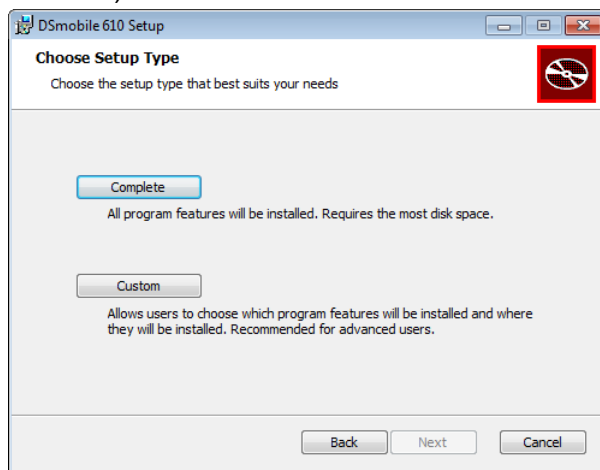 DSmobile 610 Setup
Choose Setup Type
Choose the setup type that best suits your needs
Complete
All program features will be installed. Requires the most disk space.
Custom
Allows users to choose which program features will be installed and where
they will be installed. Recommended for advanced users.
Back Next Cancel